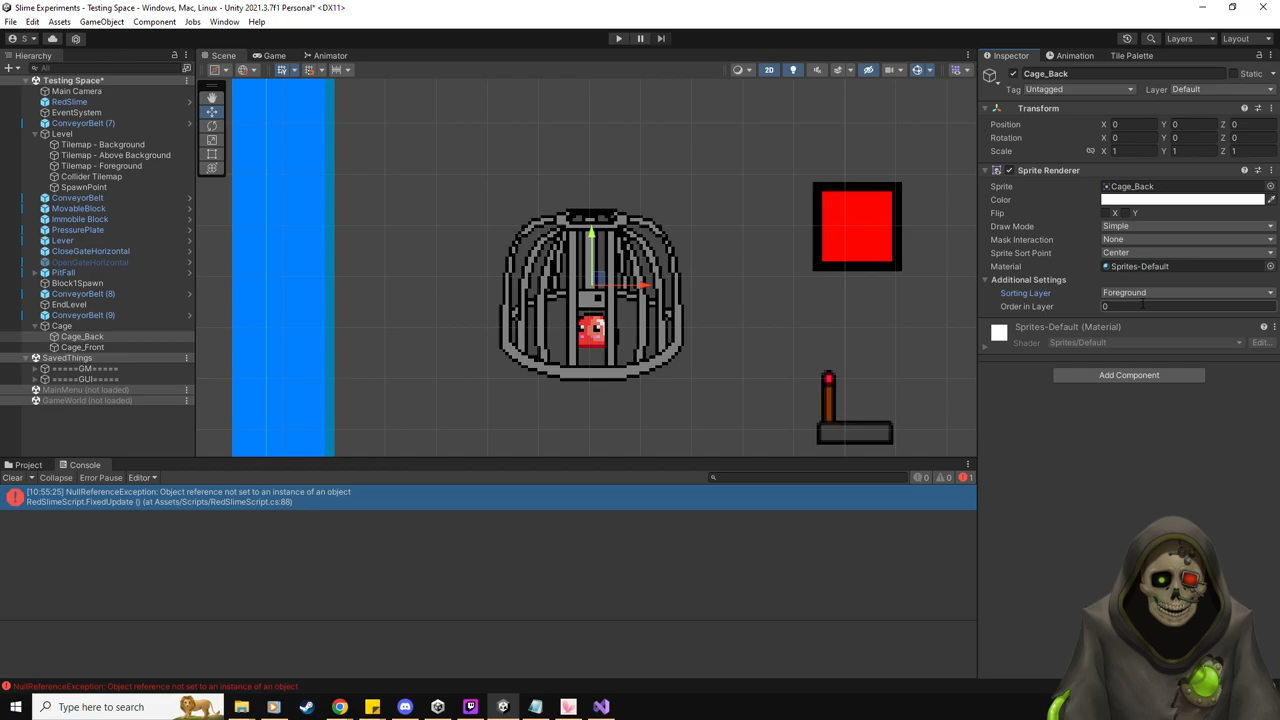 Slime Experiments - Testing Space - Windows, Mac, Linux - Unity 2021.3.7f1 Personal* <DX11>
File Edit Assets GameObject Component Jobs Window Help
S Layers Layout
Hierarchy Scene Game Animator Inspector Animation Tile Palette
All 2D
Testing Space*
Main Camera
RedSlime
EventSystem
ConveyorBelt (7)
Level
Tilemap - Background
Tilemap - Above Background
Tilemap - Foreground
Collider Tilemap
SpawnPoint
ConveyorBelt
MovableBlock
Immobile Block
PressurePlate
Lever
CloseGateHorizontal
OpenGateHorizontal
PitFall
Block1Spawn
ConveyorBelt (8)
EndLevel
ConveyorBelt (9)
Cage
Cage_Back
Cage_Front
SavedThings
=====GM=====
=====GUI=====
MainMenu (not loaded)
GameWorld (not loaded)
Cage_Back Static
Tag Untagged Layer Default
Transform
Position X 0 Y 0 Z 0
Rotation X 0 Y 0 Z 0
Scale X 1 Y 1 Z 1
Sprite Renderer
Sprite Cage_Back
Color
Flip X Y
Draw Mode Simple
Mask Interaction None
Sprite Sort Point Center
Material Sprites-Default
Additional Settings
Sorting Layer Foreground
Order in Layer 0
Sprites-Default (Material)
Shader Sprites/Default Edit...
Add Component
Project Console
Clear Collapse Error Pause Editor 0 0 1
[10:55:25] NullReferenceException: Object reference not set to an instance of an object
RedSlimeScript.FixedUpdate () (at Assets/Scripts/RedSlimeScript.cs:88)
NullReferenceException: Object reference not set to an instance of an object
Type here to search